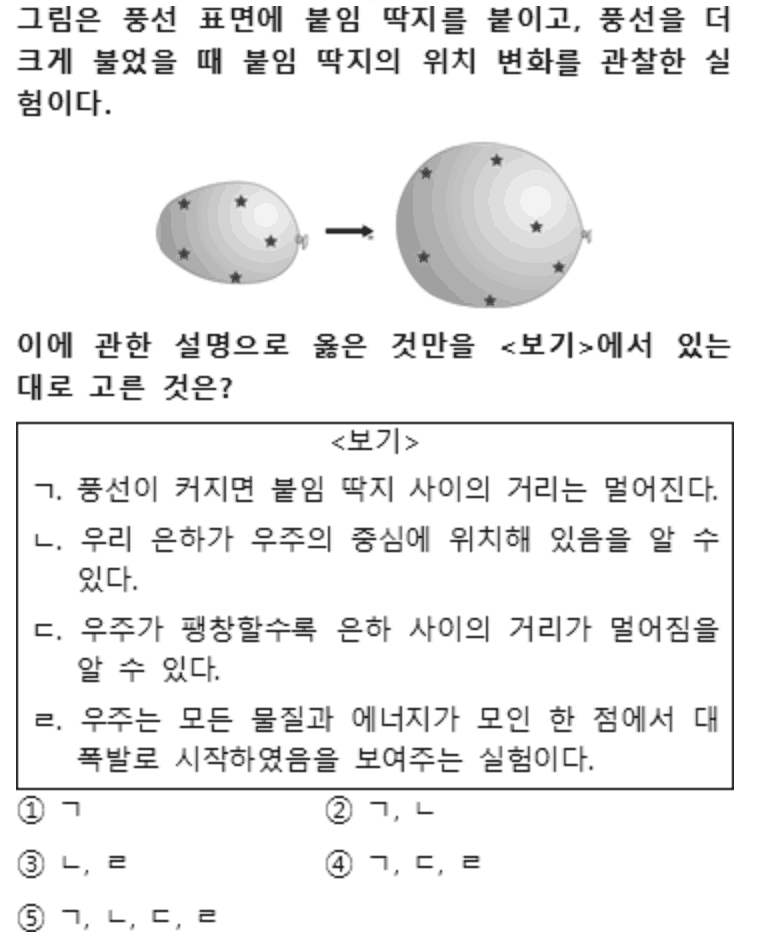 그림은 풍선 표면에 붙임 딱지를 붙이고, 풍선을 더
크게 불었을 때 붙임 딱지의 위치 변화를 관찰한 실
험이다.
이에 관한 설명으로 옳은 것만을 <보기>에서 있는
대로 고른 것은?
<보기>
ㄱ. 풍선이 커지면 붙임 딱지 사이의 거리는 멀어진다.
ㄴ. 우리 은하가 우주의 중심에 위치해 있음을 알 수
있다.
ㄷ. 우주가 팽창할수록 은하 사이의 거리가 멀어짐을
알 수 있다.
ㄹ. 우주는 모든 물질과 에너지가 모인 한 점에서 대
폭발로 시작하였음을 보여주는 실험이다.
① ㄱ ② ㄱ, ㄴ
③ ㄴ, ㄹ ④ ㄱ, ㄷ, ㄹ
⑤ ㄱ, ㄴ, ㄷ, ㄹ